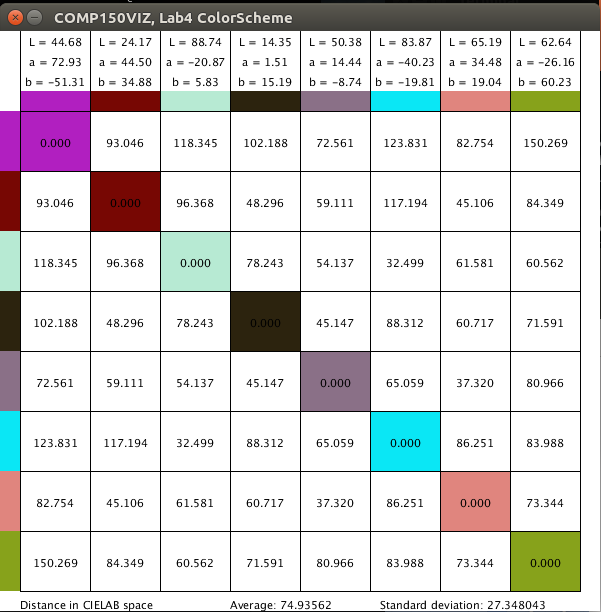 COMP150VIZ, Lab4 ColorScheme
L = 44.68 L = 24.17 L = 88.74 L = 14.35 L = 50.38 L = 83.87 L = 65.19 L = 62.64
a = 72.93 a = 44.50 a = -20.87 a = 1.51 a = 14.44 a = -40.23 a = 34.48 a = -26.16
b = -51.31 b = 34.88 b = 5.83 b = 15.19 b = -8.74 b = -19.81 b = 19.04 b = 60.23
0.000 93.046 118.345 102.188 72.561 123.831 82.754 150.269
93.046 0.000 96.368 48.296 59.111 117.194 45.106 84.349
118.345 96.368 0.000 78.243 54.137 32.499 61.581 60.562
102.188 48.296 78.243 0.000 45.147 88.312 60.717 71.591
72.561 59.111 54.137 45.147 0.000 65.059 37.320 80.966
123.831 117.194 32.499 88.312 65.059 0.000 86.251 83.988
82.754 45.106 61.581 60.717 37.320 86.251 0.000 73.344
150.269 84.349 60.562 71.591 80.966 83.988 73.344 0.000
Distance in CIELAB space Average: 74.93562 Standard deviation: 27.348043